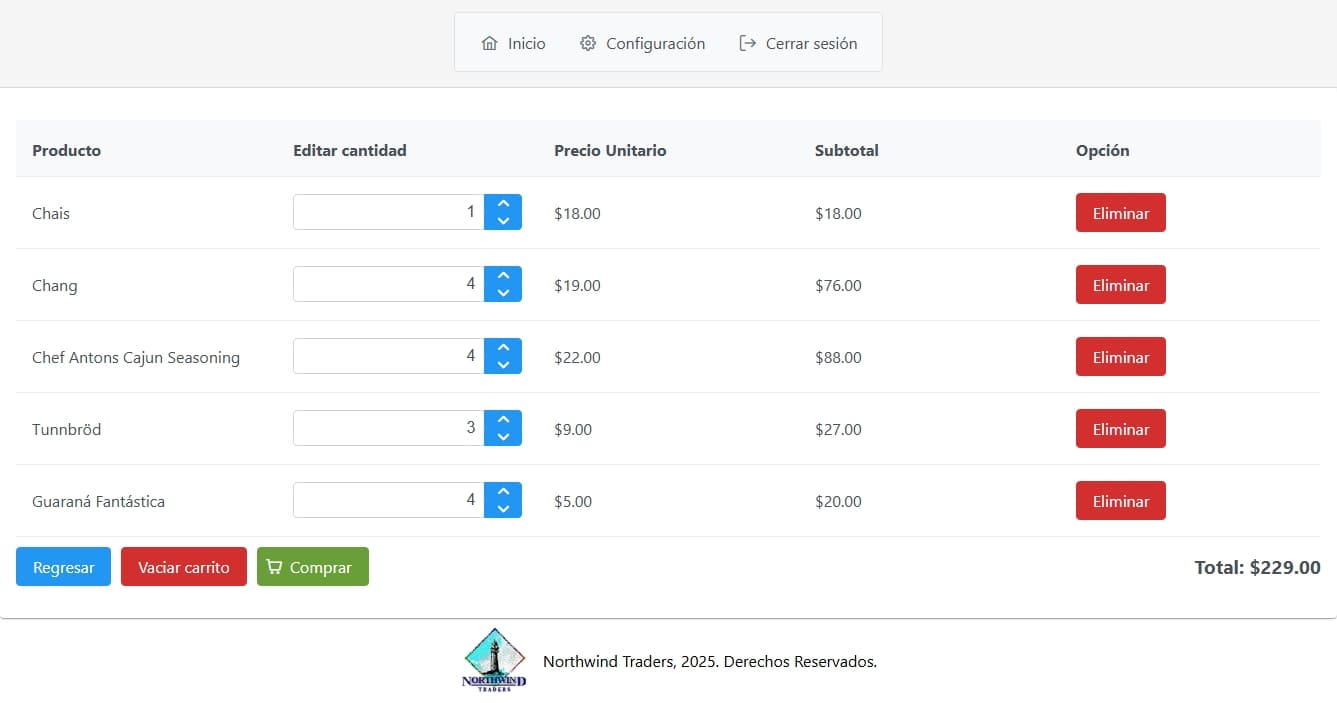 Inicio Configuración Cerrar sesión
Producto Editar cantidad Precio Unitario Subtotal Opción
Chais 1 $18.00 $18.00 Eliminar
Chang 4 $19.00 $76.00 Eliminar
Chef Antons Cajun Seasoning 4 $22.00 $88.00 Eliminar
Tunnbröd 3 $9.00 $27.00 Eliminar
Guaraná Fantástica 4 $5.00 $20.00 Eliminar
Regresar Vaciar carrito Comprar Total: $229.00
NORTHWIND
TRADERS
Northwind Traders, 2025. Derechos Reservados.